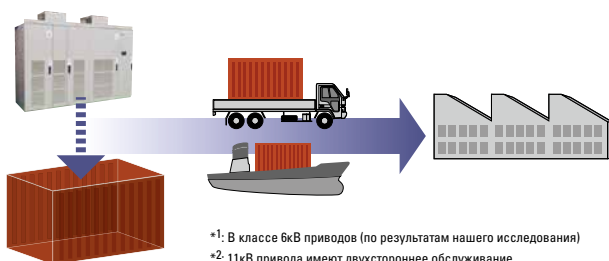 *1: В классе 6кВ приводов (по результатам нашего исследования)
*2: 11кВ привода имеют двухстороннее обслуживание